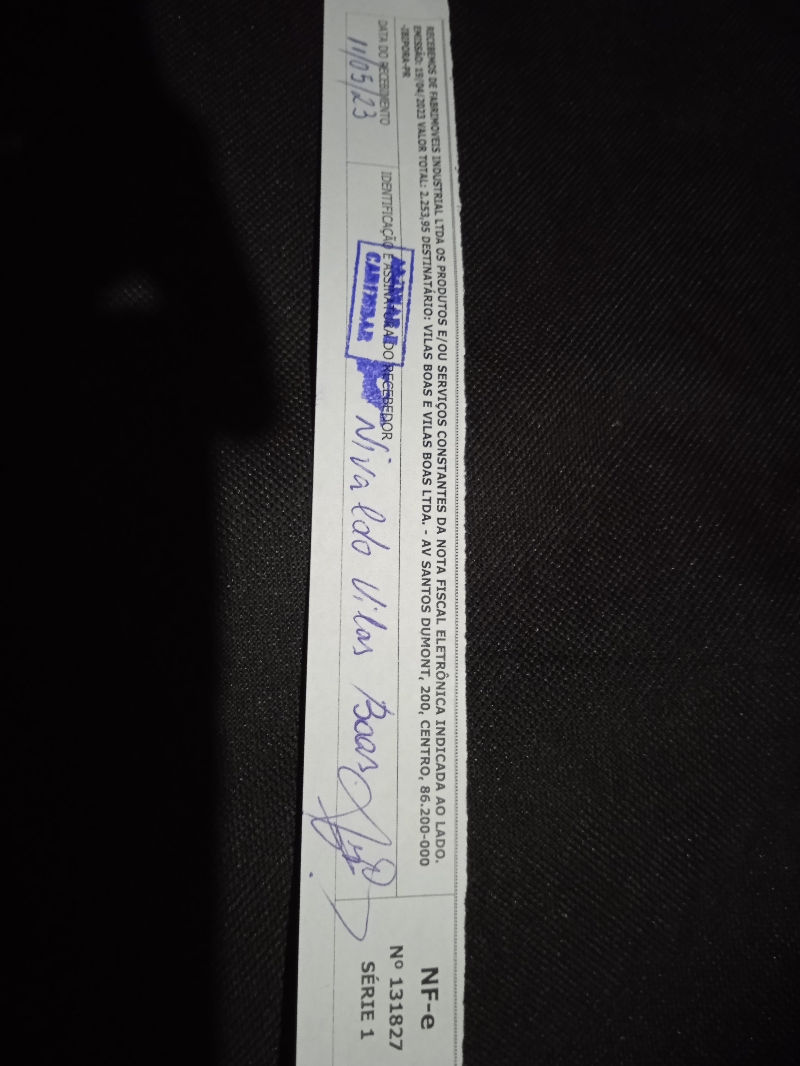 RECEBEMOS DE FABRIMOVEIS INDUSTRIAL LTDA OS PRODUTOS E/OU SERVIÇOS CONSTANTES DA NOTA FISCAL ELETRÔNICA INDICADA AO LADO.
EMISSÃO: 19/04/2023 VALOR TOTAL: 2.253,95 DESTINATÁRIO: VILAS BOAS E VILAS BOAS LTDA. - AV SANTOS DUMONT, 200, CENTRO, 86.200-000
-IBIPORA-PR
DATA DO RECEBIMENTO
11/05/23
IDENTIFICAÇÃO E ASSINATURA DO RECEBEDOR
CARIMBAR
Nivaldo Vilas Boas
NF-e
Nº 131827
SÉRIE 1